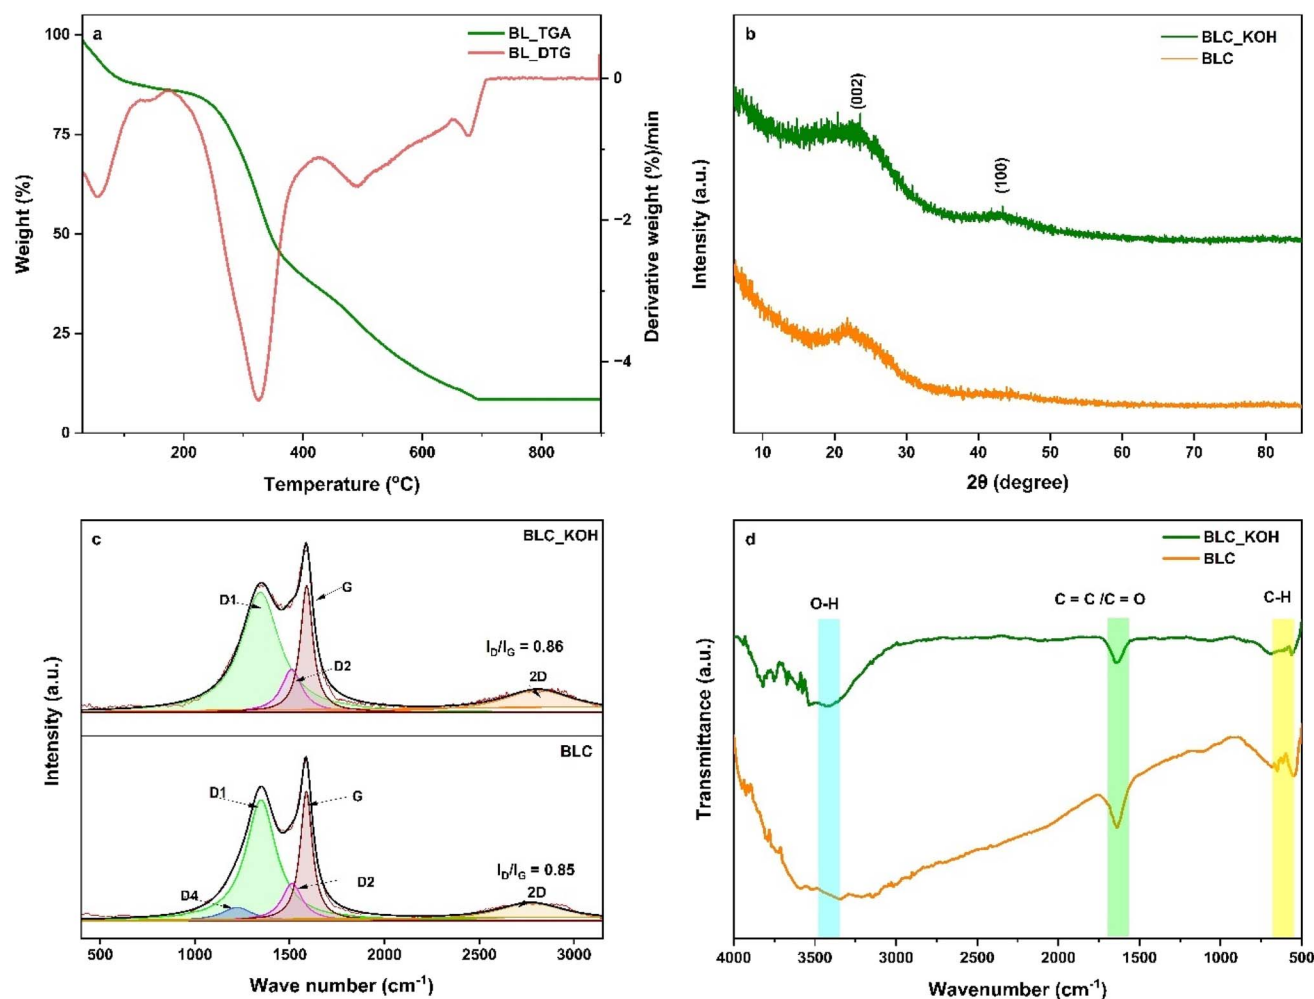 a
BL_TGA
BL_DTG
100
75
50
25
0
0
−2
−4
200
400
600
800
Weight (%)
Derivative weight (%)/min
Temperature (°C)
b
BLC_KOH
BLC
(002)
(100)
Intensity (a.u.)
10
20
30
40
50
60
70
80
2θ (degree)
c
BLC_KOH
D1
G
D2
I_D/I_G = 0.86
2D
BLC
D1
G
D4
D2
I_D/I_G = 0.85
2D
Intensity (a.u.)
500
1000
1500
2000
2500
3000
Wave number (cm⁻¹)
d
BLC_KOH
BLC
O-H
C = C /C = O
C-H
Transmittance (a.u.)
4000
3500
3000
2500
2000
1500
1000
500
Wavenumber (cm⁻¹)